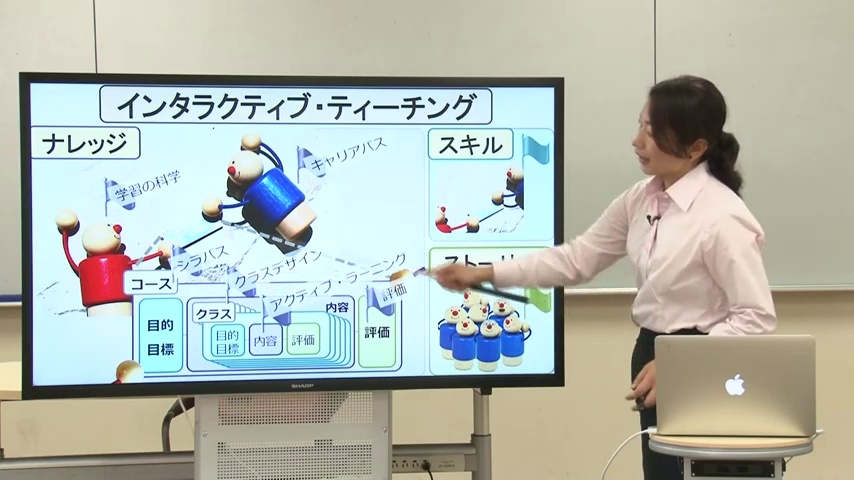 インタラクティブ・ティーチング
ナレッジ
スキル
学習の科学
キャリアパス
シラバス
クラスデザイン
アクティブ・ラーニング
評価
コース
目的
目標
クラス
内容
目的
目標
内容
評価
評価
ストーリ
SHARP